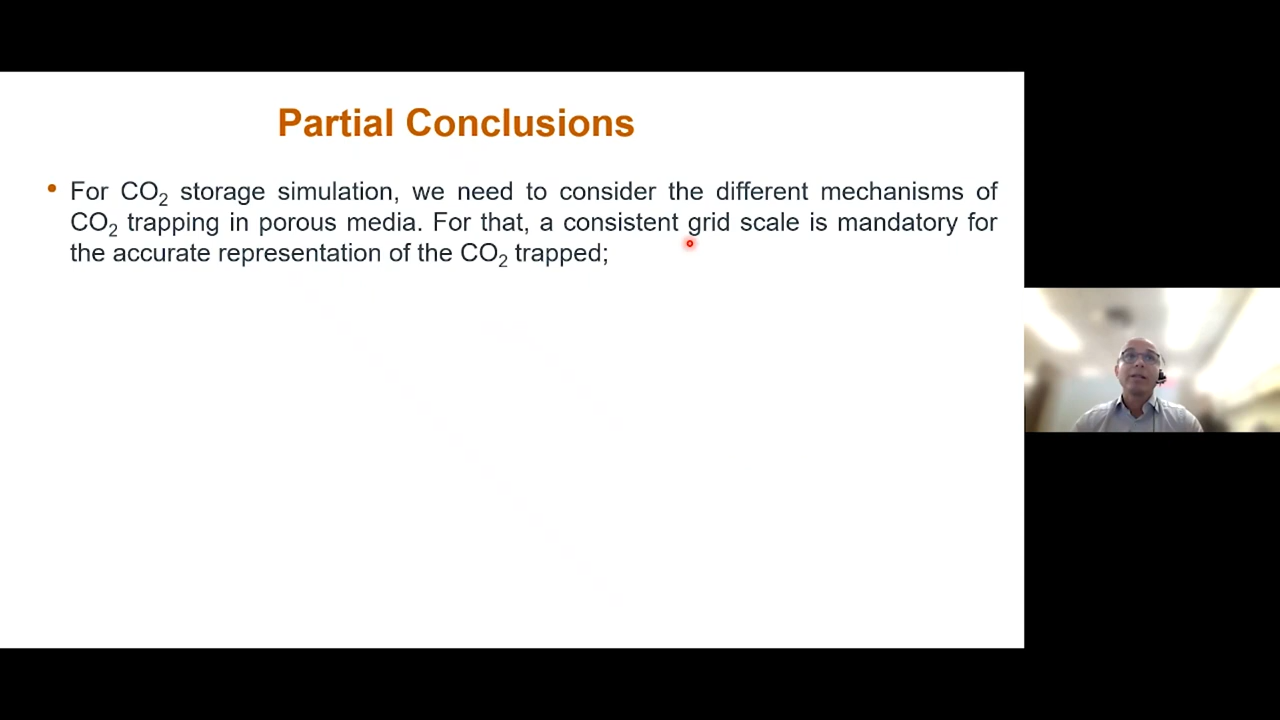 Partial Conclusions
• For CO₂ storage simulation, we need to consider the different mechanisms of
CO₂ trapping in porous media. For that, a consistent grid scale is mandatory for
the accurate representation of the CO₂ trapped;